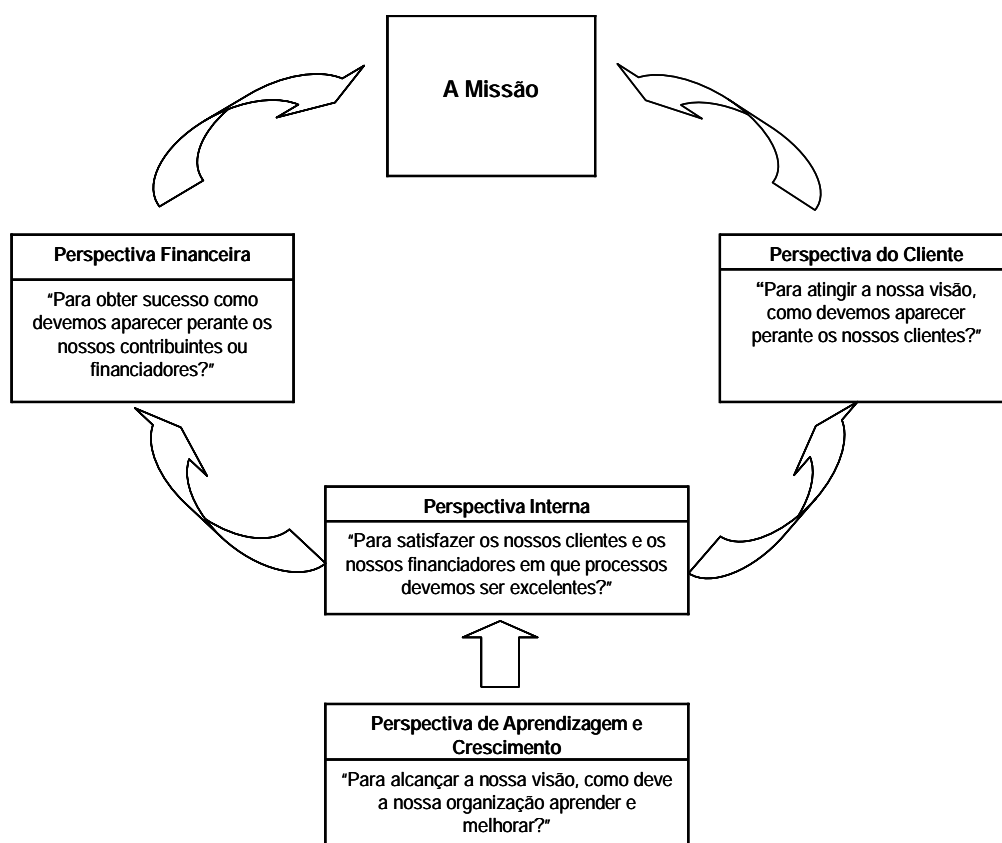 A Missão
Perspectiva Financeira
"Para obter sucesso como
devemos aparecer perante os
nossos contribuintes ou
financiadores?"
Perspectiva do Cliente
"Para atingir a nossa visão,
como devemos aparecer
perante os nossos clientes?"
Perspectiva Interna
"Para satisfazer os nossos clientes e os
nossos financiadores em que processos
devemos ser excelentes?"
Perspectiva de Aprendizagem e
Crescimento
"Para alcançar a nossa visão, como deve
a nossa organização aprender e
melhorar?"